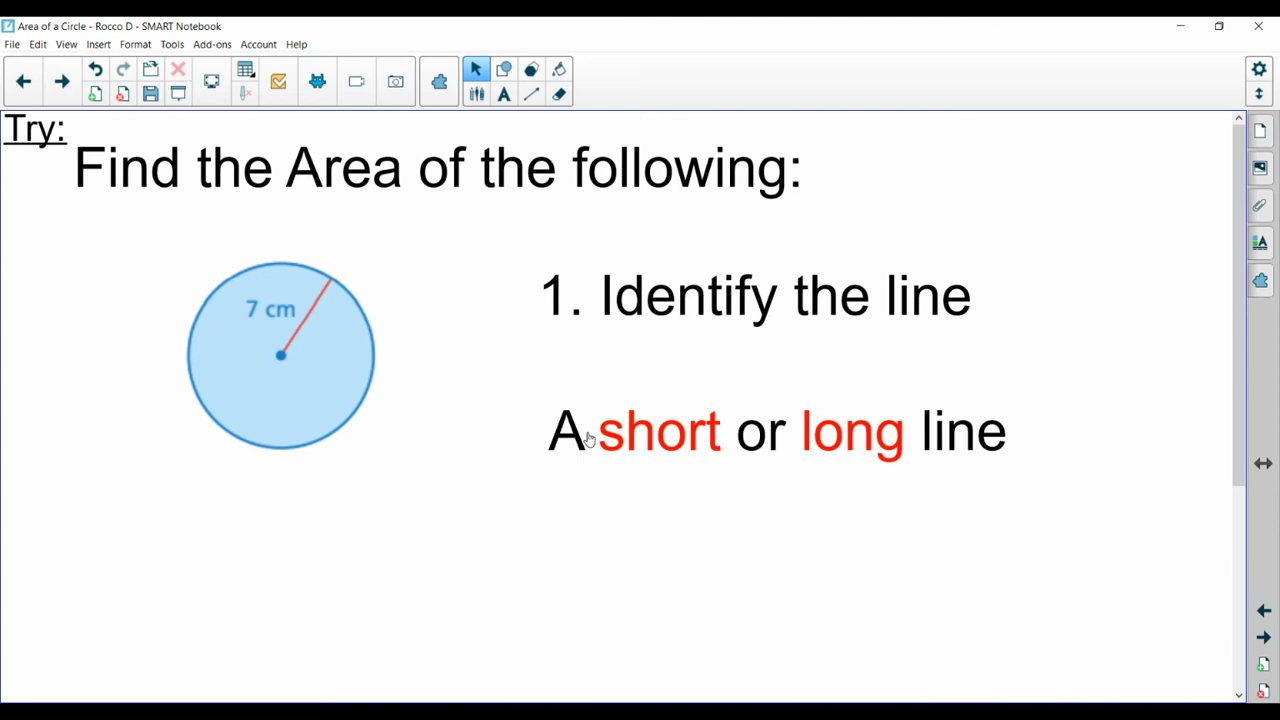 Area of a Circle - Rocco D - SMART Notebook
File Edit View Insert Format Tools Add-ons Account Help
Try:
Find the Area of the following:
7 cm
1. Identify the line
A short or long line